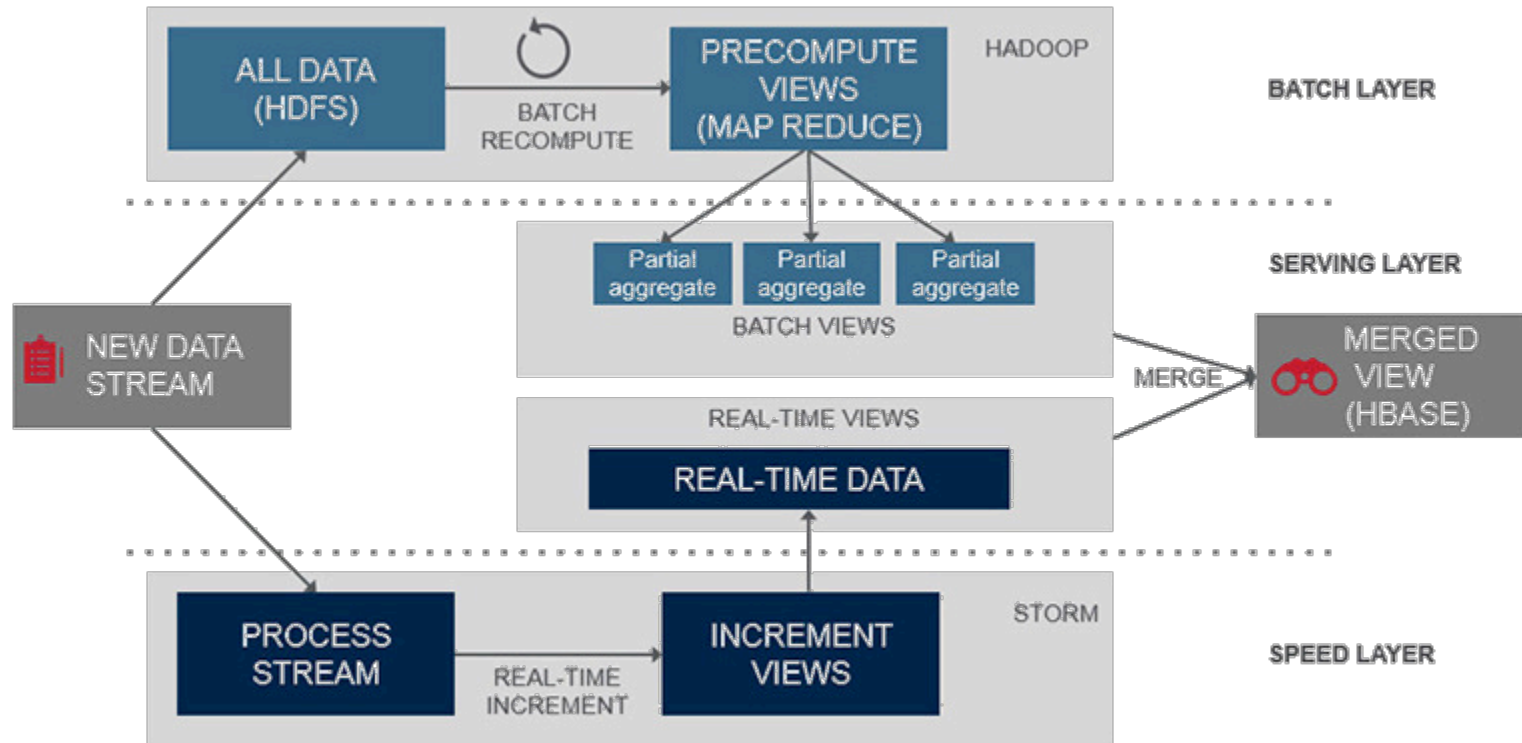 ALL DATA
(HDFS)
BATCH
RECOMPUTE
PRECOMPUTE
VIEWS
(MAP REDUCE)
HADOOP
BATCH LAYER
Partial
aggregate
Partial
aggregate
Partial
aggregate
BATCH VIEWS
SERVING LAYER
NEW DATA
STREAM
MERGE
MERGED
VIEW
(HBASE)
REAL-TIME VIEWS
REAL-TIME DATA
PROCESS
STREAM
REAL-TIME
INCREMENT
INCREMENT
VIEWS
STORM
SPEED LAYER